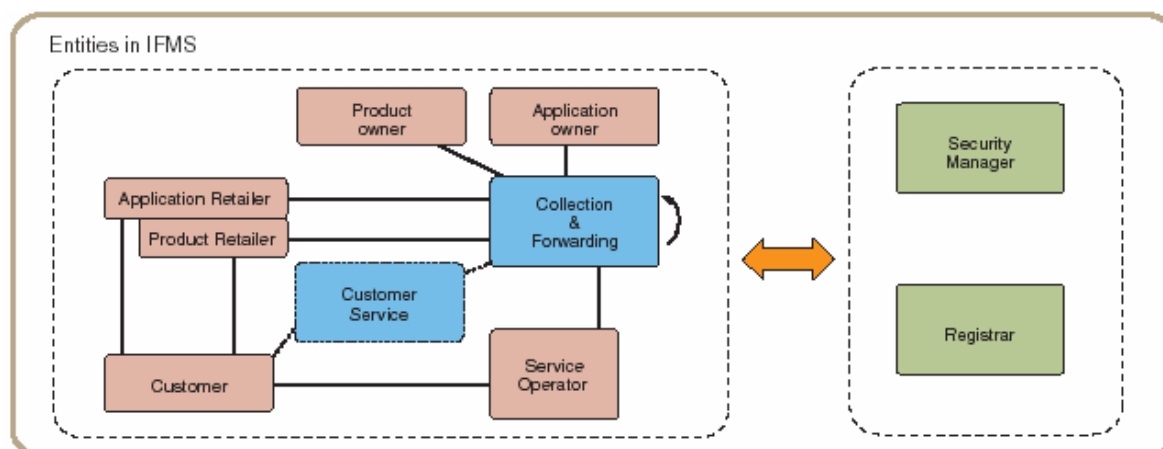 Entities in IFMS
Product
owner
Application
owner
Security
Manager
Application Retailer
Collection
&
Forwarding
Product Retailer
Customer
Service
Registrar
Customer
Service
Operator